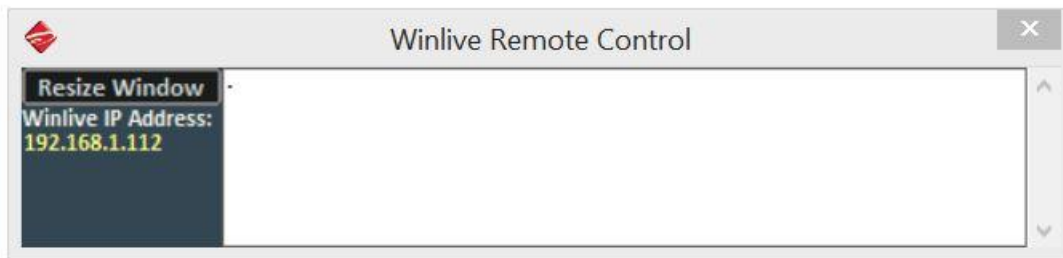 Winlive Remote Control
Resize Window
Winlive IP Address:
192.168.1.112